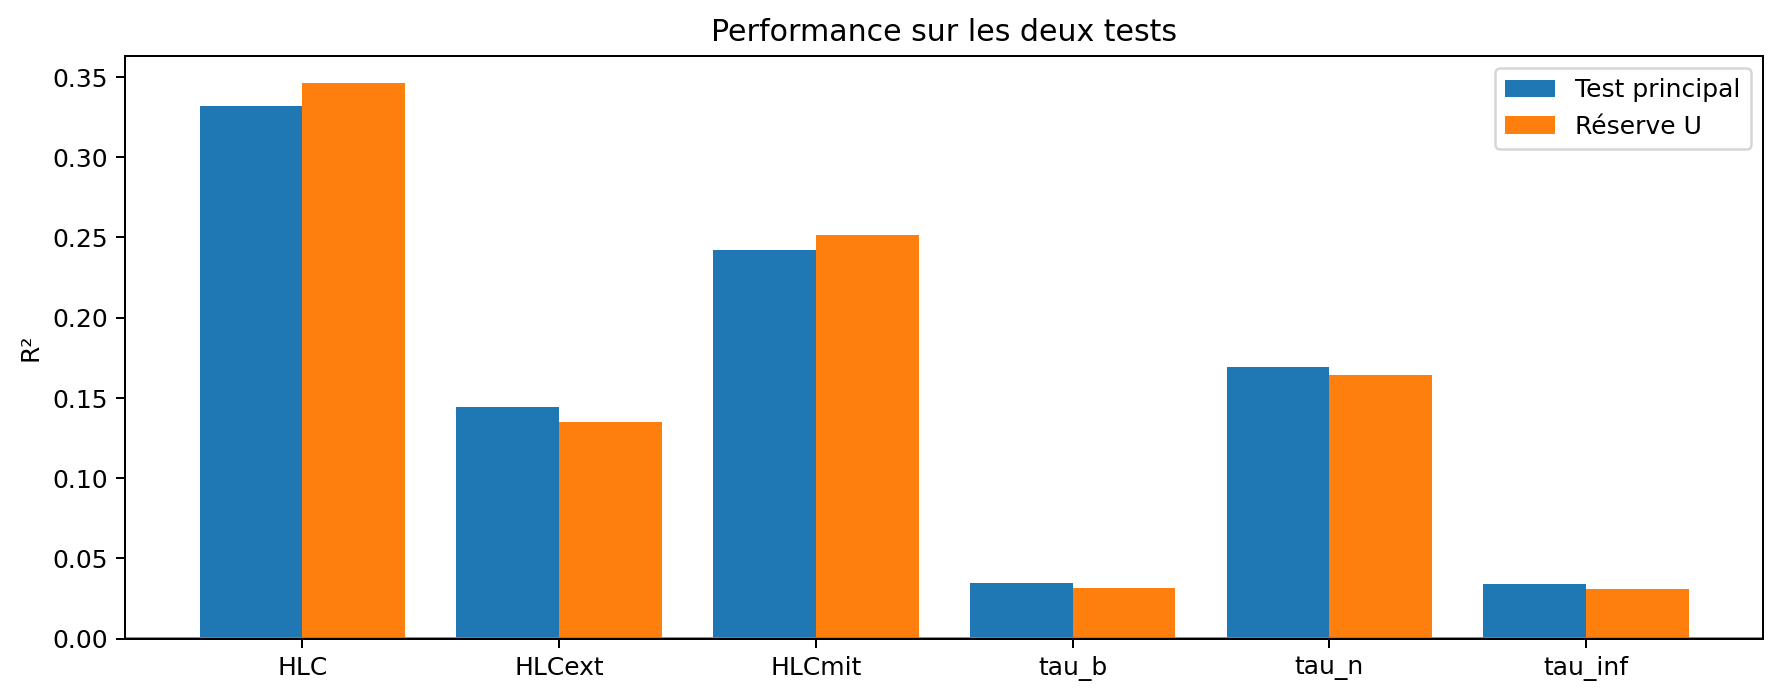 Performance sur les deux tests
Test principal
Réserve U
R²
0.35
0.30
0.25
0.20
0.15
0.10
0.05
0.00
HLC HLCext HLCmit tau_b tau_n tau_inf